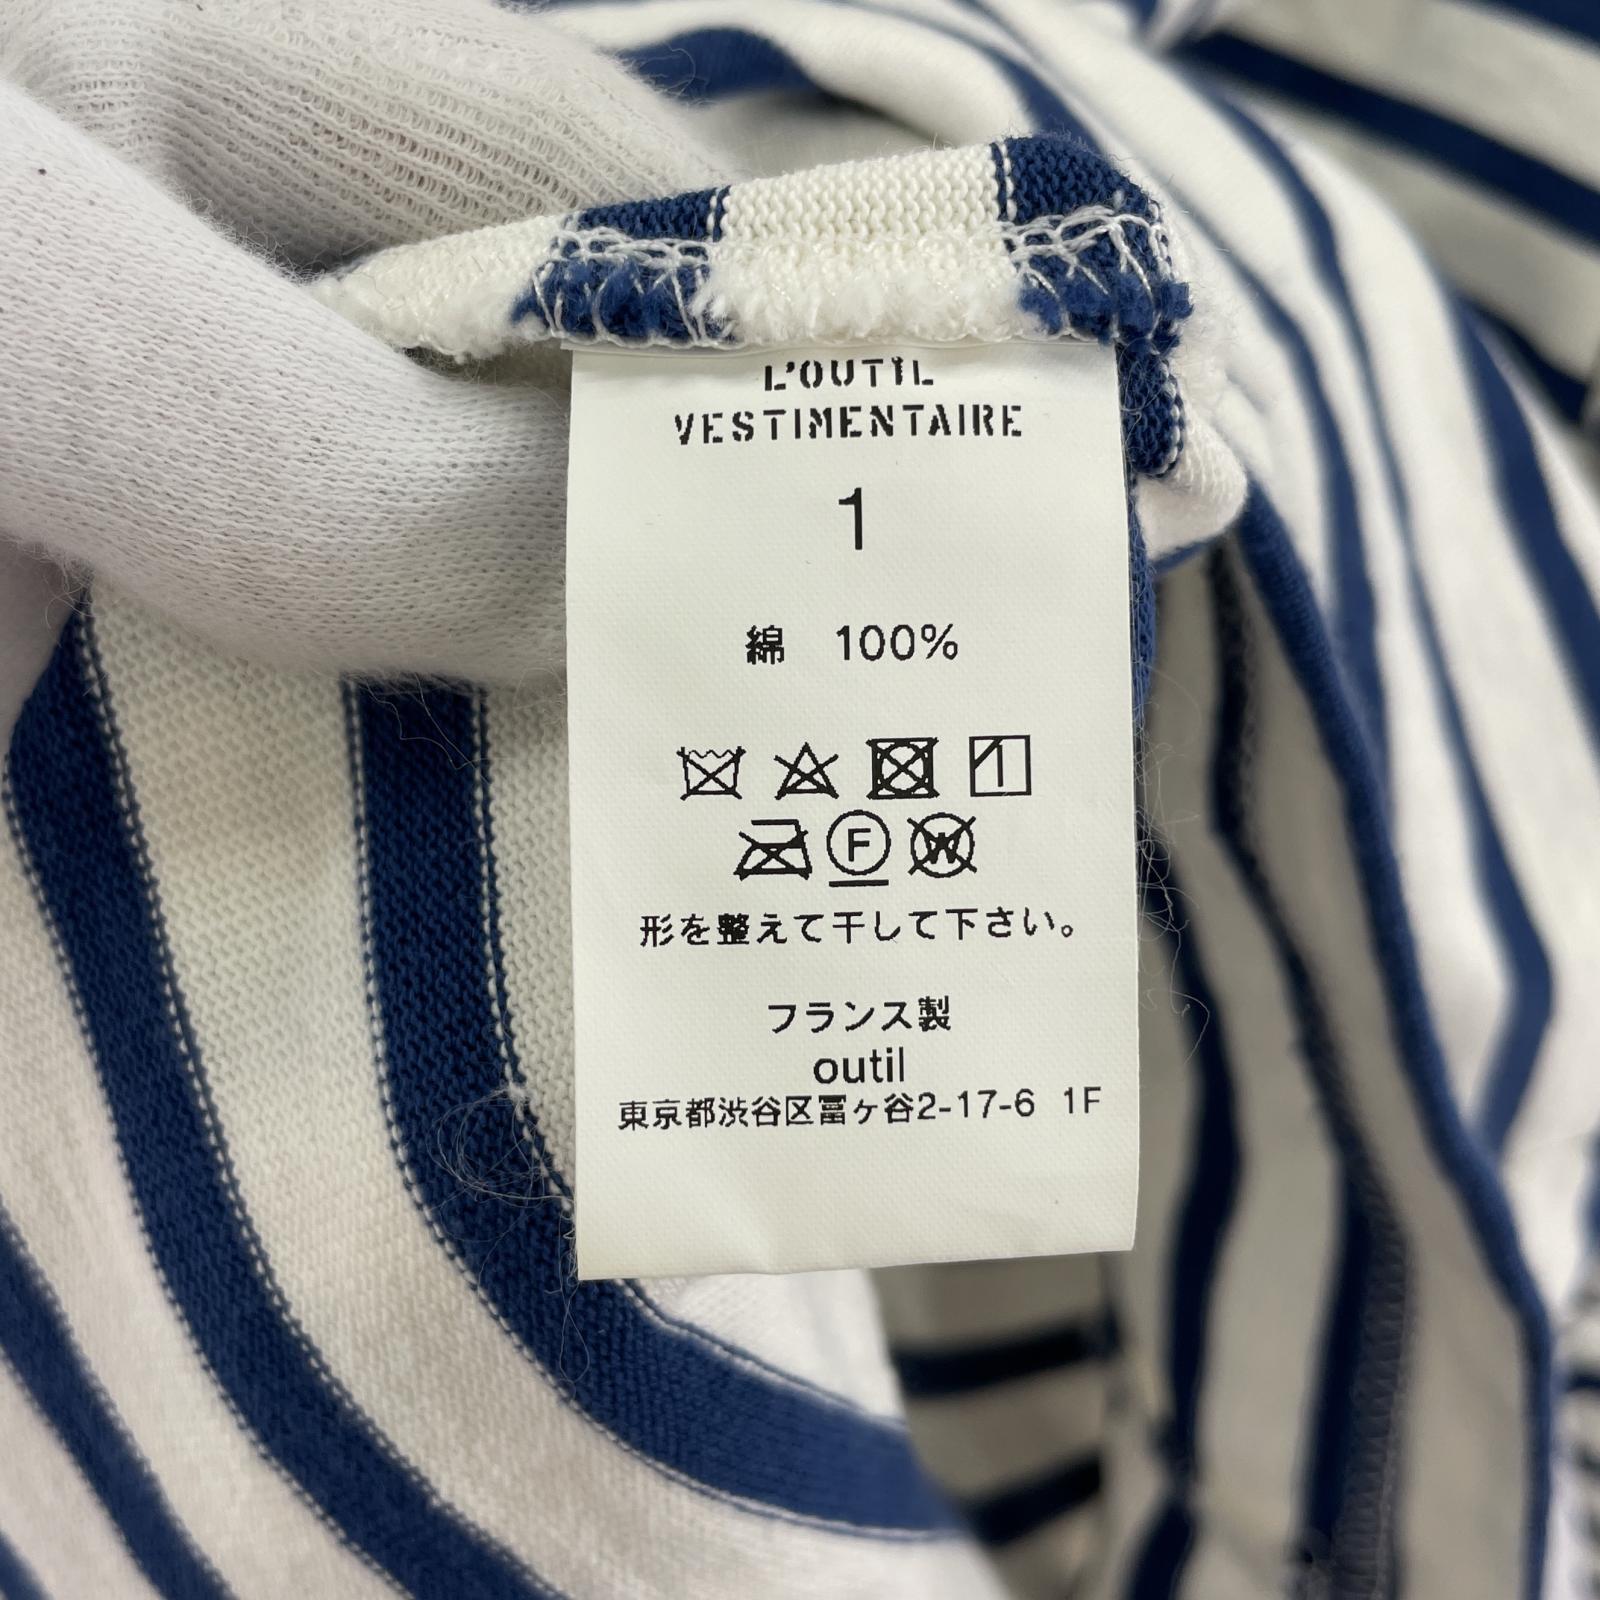 L'OUTIL
VESTIMENTAIRE
1
綿 100%
F W
形を整えて干して下さい。
フランス製
outil
東京都渋谷区富ヶ谷2-17-6 1F